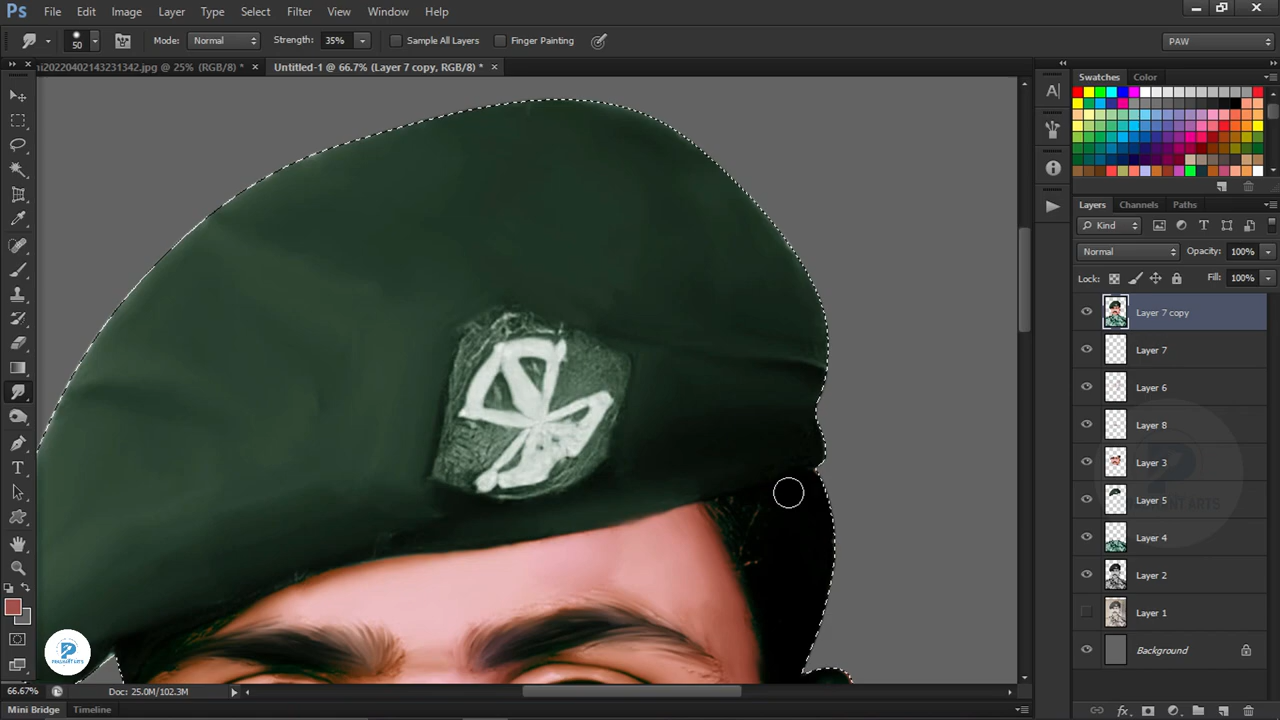 Ps File Edit Image Layer Type Select Filter View Window Help
50 Mode: Normal Strength: 35% Sample All Layers Finger Painting PAW
ni20220402143231342.jpg @ 25% (RGB/8) * × Untitled-1 @ 66.7% (Layer 7 copy, RGB/8) * ×
Swatches Color
Layers Channels Paths
Kind
Normal Opacity: 100%
Lock: Fill: 100%
Layer 7 copy
Layer 7
Layer 6
Layer 8
Layer 3
Layer 5
Layer 4
Layer 2
Layer 1
Background
66.67% Doc: 25.0M/102.3M
Mini Bridge Timeline